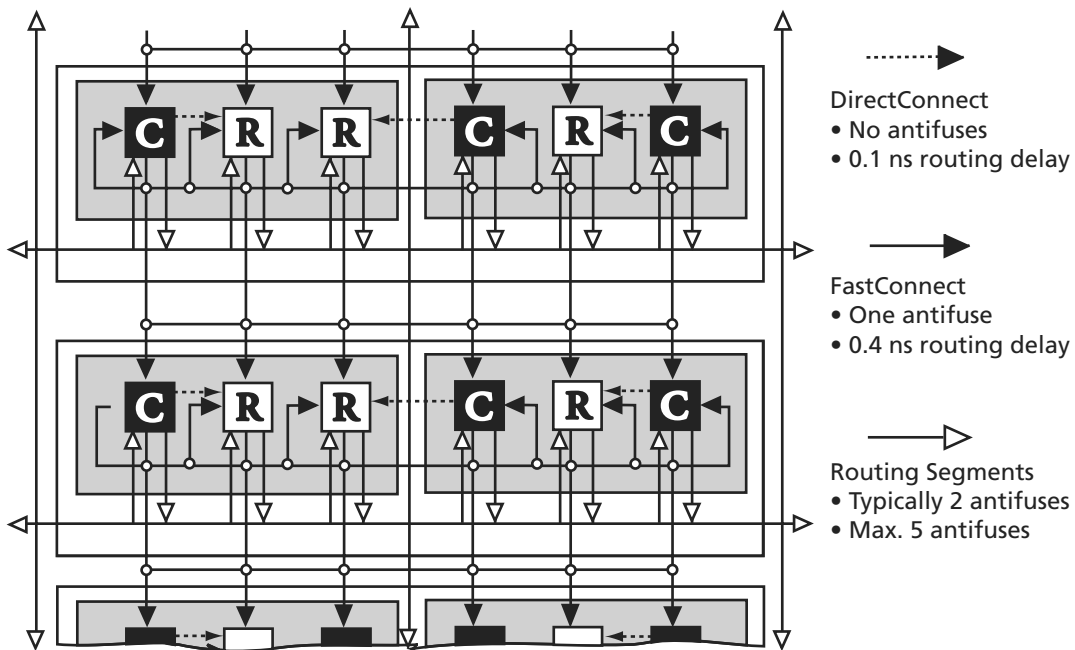 C R R C R C
C R R C R C
DirectConnect
• No antifuses
• 0.1 ns routing delay
FastConnect
• One antifuse
• 0.4 ns routing delay
Routing Segments
• Typically 2 antifuses
• Max. 5 antifuses